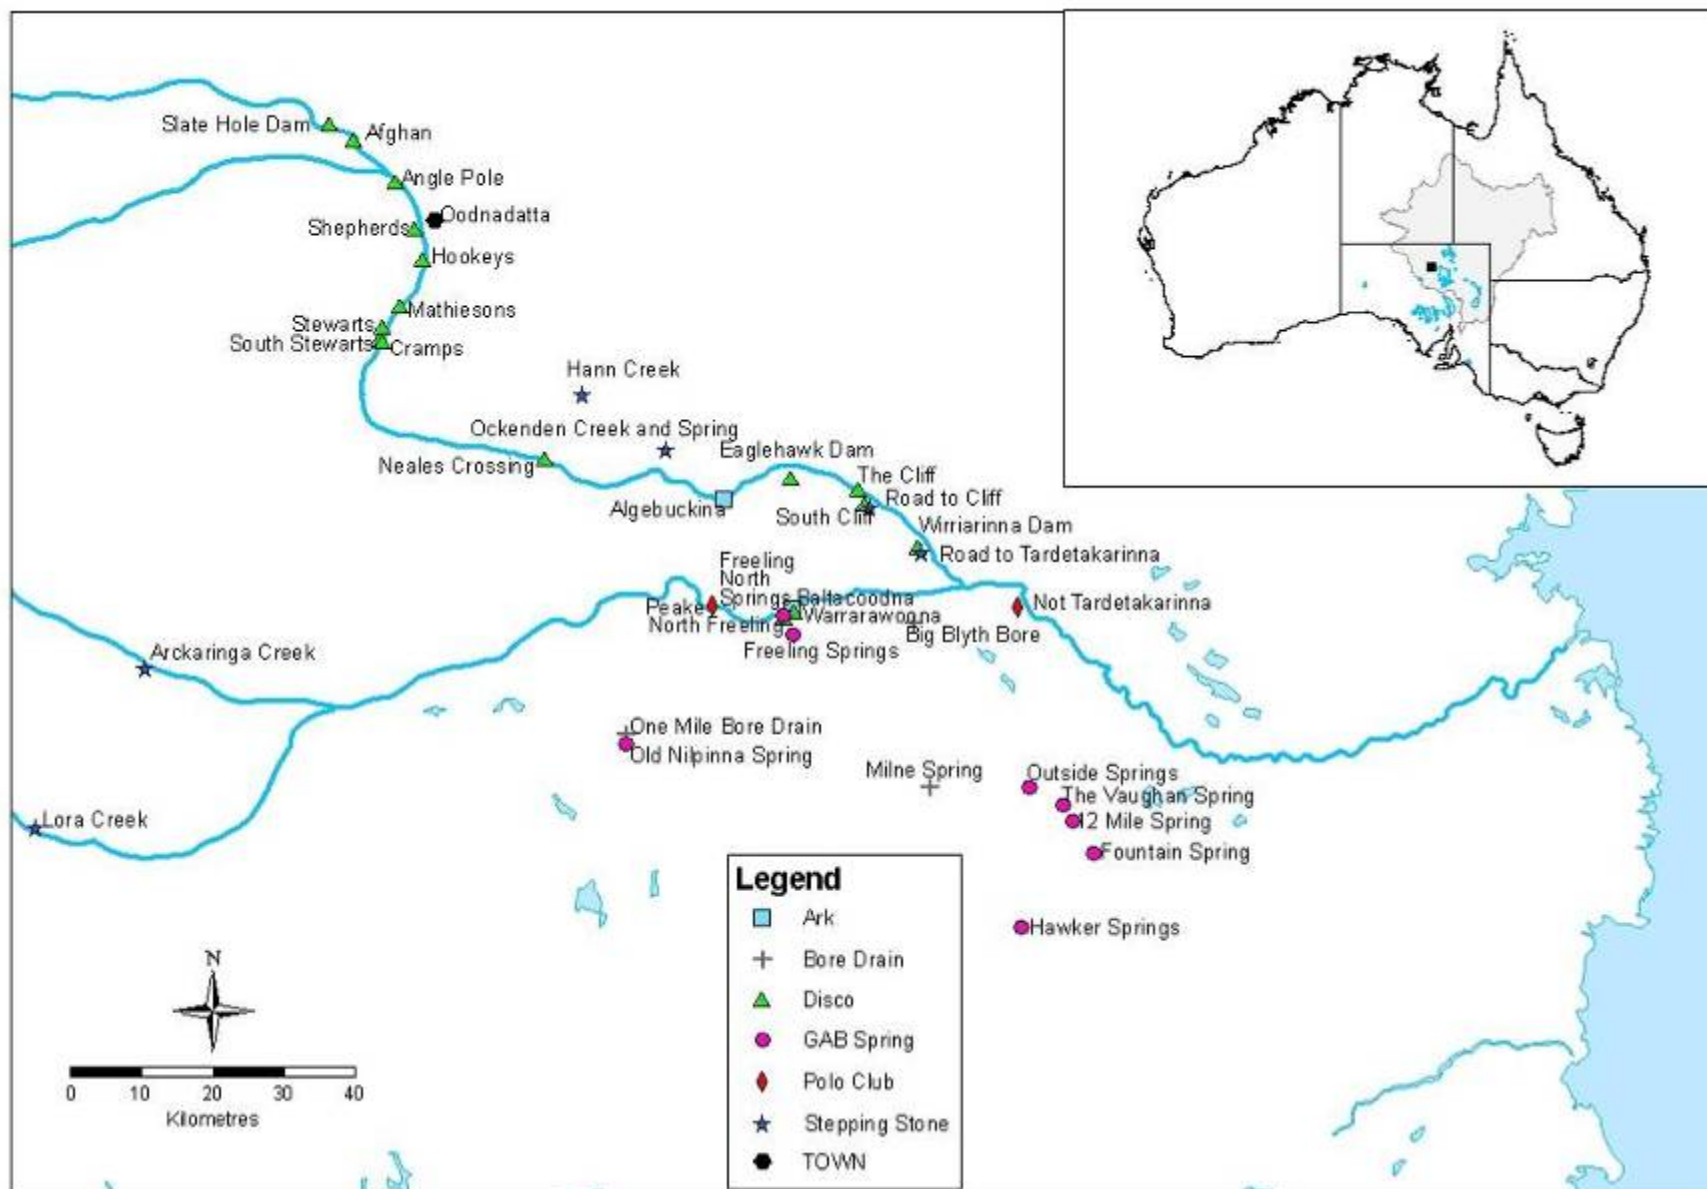 Slate Hole Dam
Afghan
Angle Pole
Oodnadatta
Shepherds
Hookeys
Mathiesons
Stewarts
South Stewarts
Cramps
Hann Creek
Ockenden Creek and Spring
Eaglehawk Dam
Neales Crossing
The Cliff
Road to Cliff
Algebuckina
South Cliff
Wirriarinna Dam
Road to Tardetakarinna
Freeling
North
Springs
Baltacoodna
Peake
Not Tardetakarinna
Warrarawoona
North Freeling
Big Blyth Bore
Freeling Springs
Arckaringa Creek
One Mile Bore Drain
Old Nilpinna Spring
Milne Spring
Outside Springs
The Vaughan Spring
12 Mile Spring
Lora Creek
Fountain Spring
Hawker Springs
Legend
Ark
Bore Drain
Disco
GAB Spring
Polo Club
Stepping Stone
TOWN
N
0 10 20 30 40
Kilometres